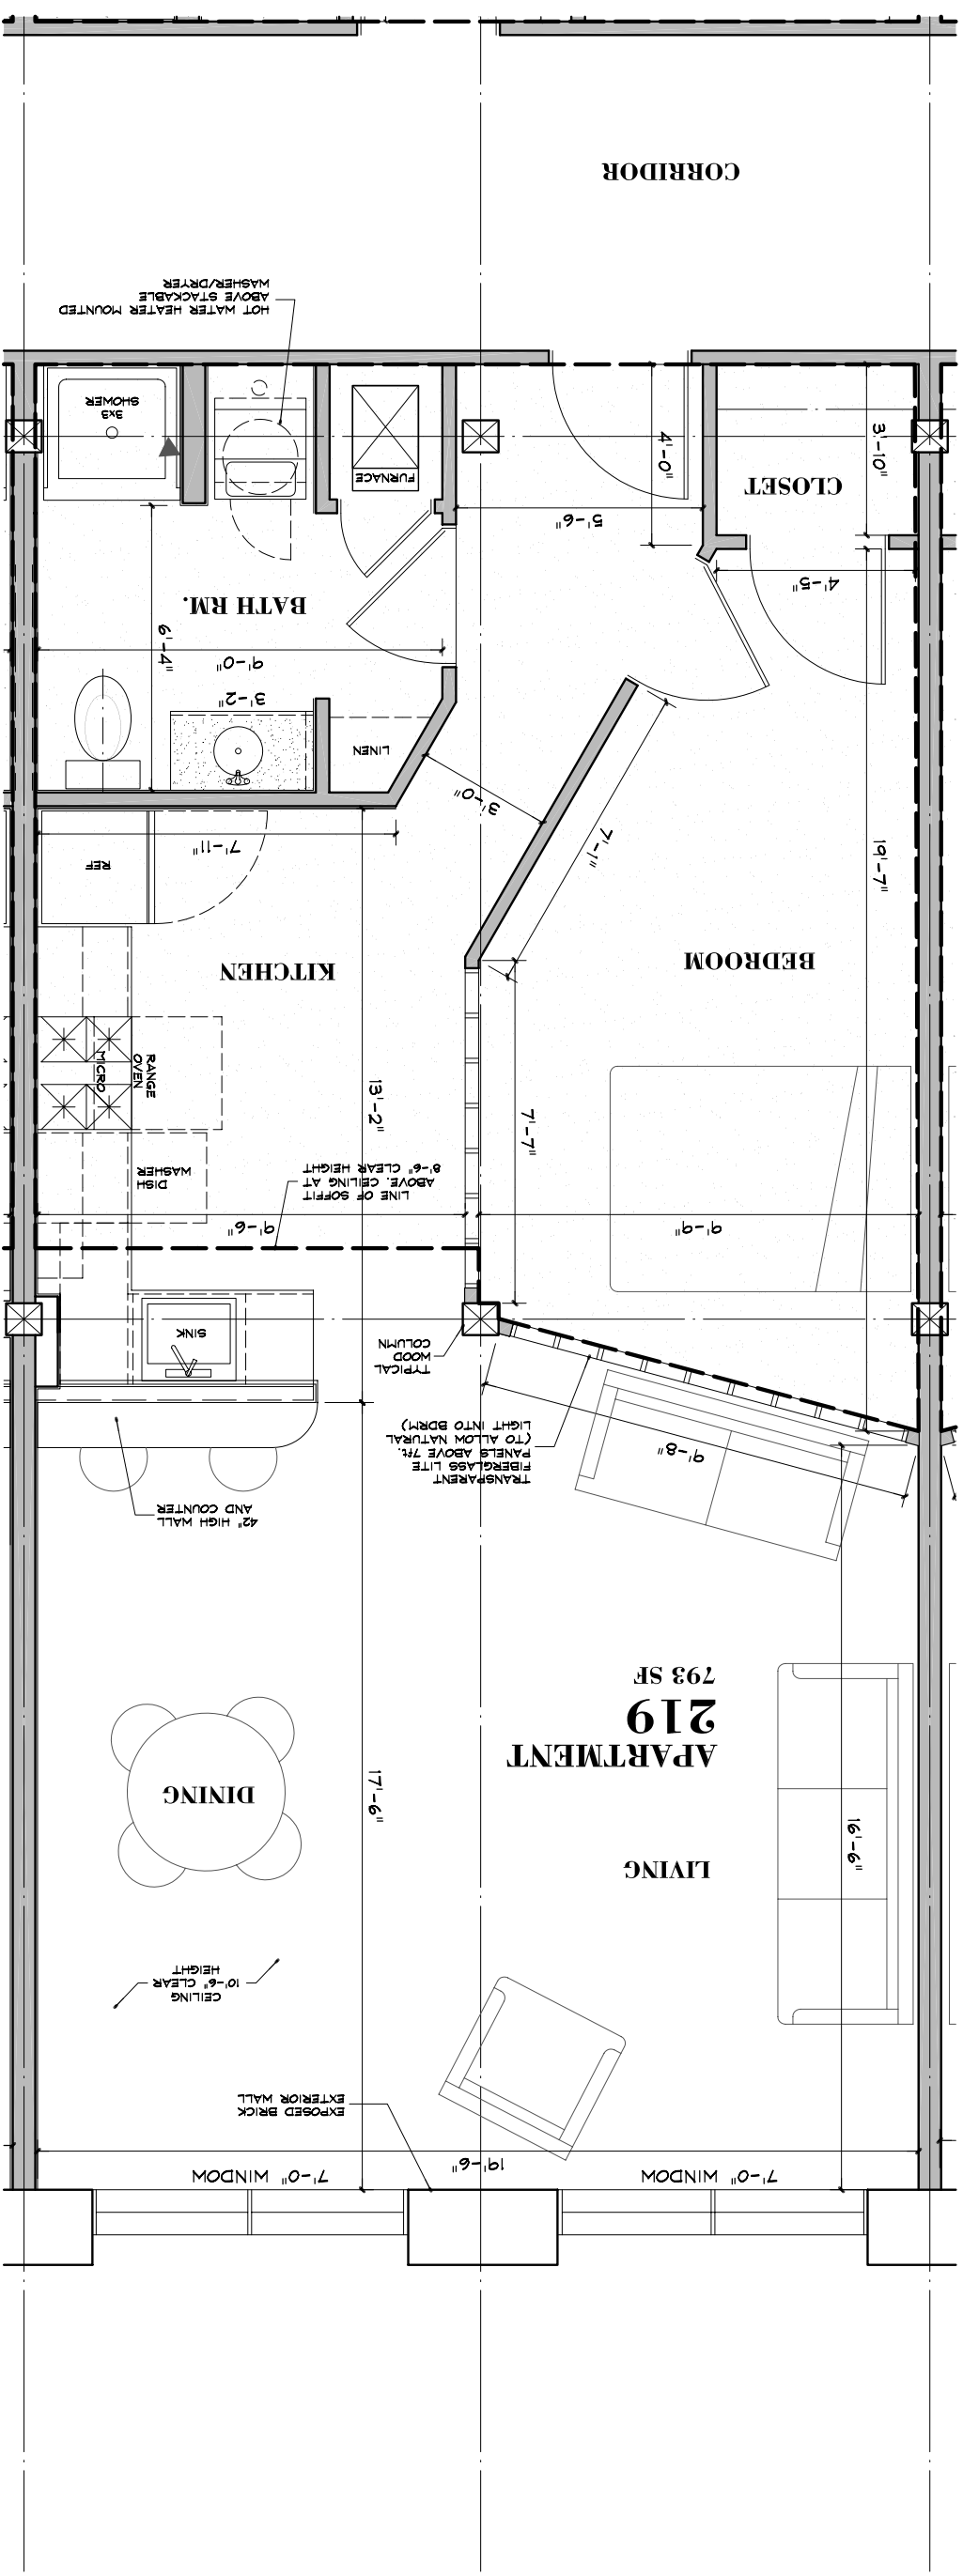 7'-0" WINDOW
7'-0" WINDOW
19'-6"
EXPOSED BRICK
EXTERIOR WALL
CEILING
10'-6" CLEAR
HEIGHT
LIVING
16'-6"
17'-6"
DINING
APARTMENT
219
793 SF
42" HIGH WALL
AND COUNTER
TRANSPARENT
FIBERGLASS LITE
PANELS ABOVE 7ft.
(TO ALLOW NATURAL
LIGHT INTO BDRM)
9'-8"
TYPICAL
WOOD
COLUMN
SINK
9'-9"
9'-6"
LINE OF SOFFIT
ABOVE. CEILING AT
8'-6" CLEAR HEIGHT
DISH
WASHER
7'-7"
13'-2"
RANGE
OVEN
MICRO
BEDROOM
KITCHEN
19'-7"
7'-1"
7'-11"
REF
3'-0"
LINEN
3'-2"
9'-0"
6'-4"
BATH RM.
4'-5"
5'-6"
CLOSET
FURNACE
3'-10"
4'-0"
3x3
SHOWER
HOT WATER HEATER MOUNTED
ABOVE STACKABLE
WASHER/DRYER
CORRIDOR